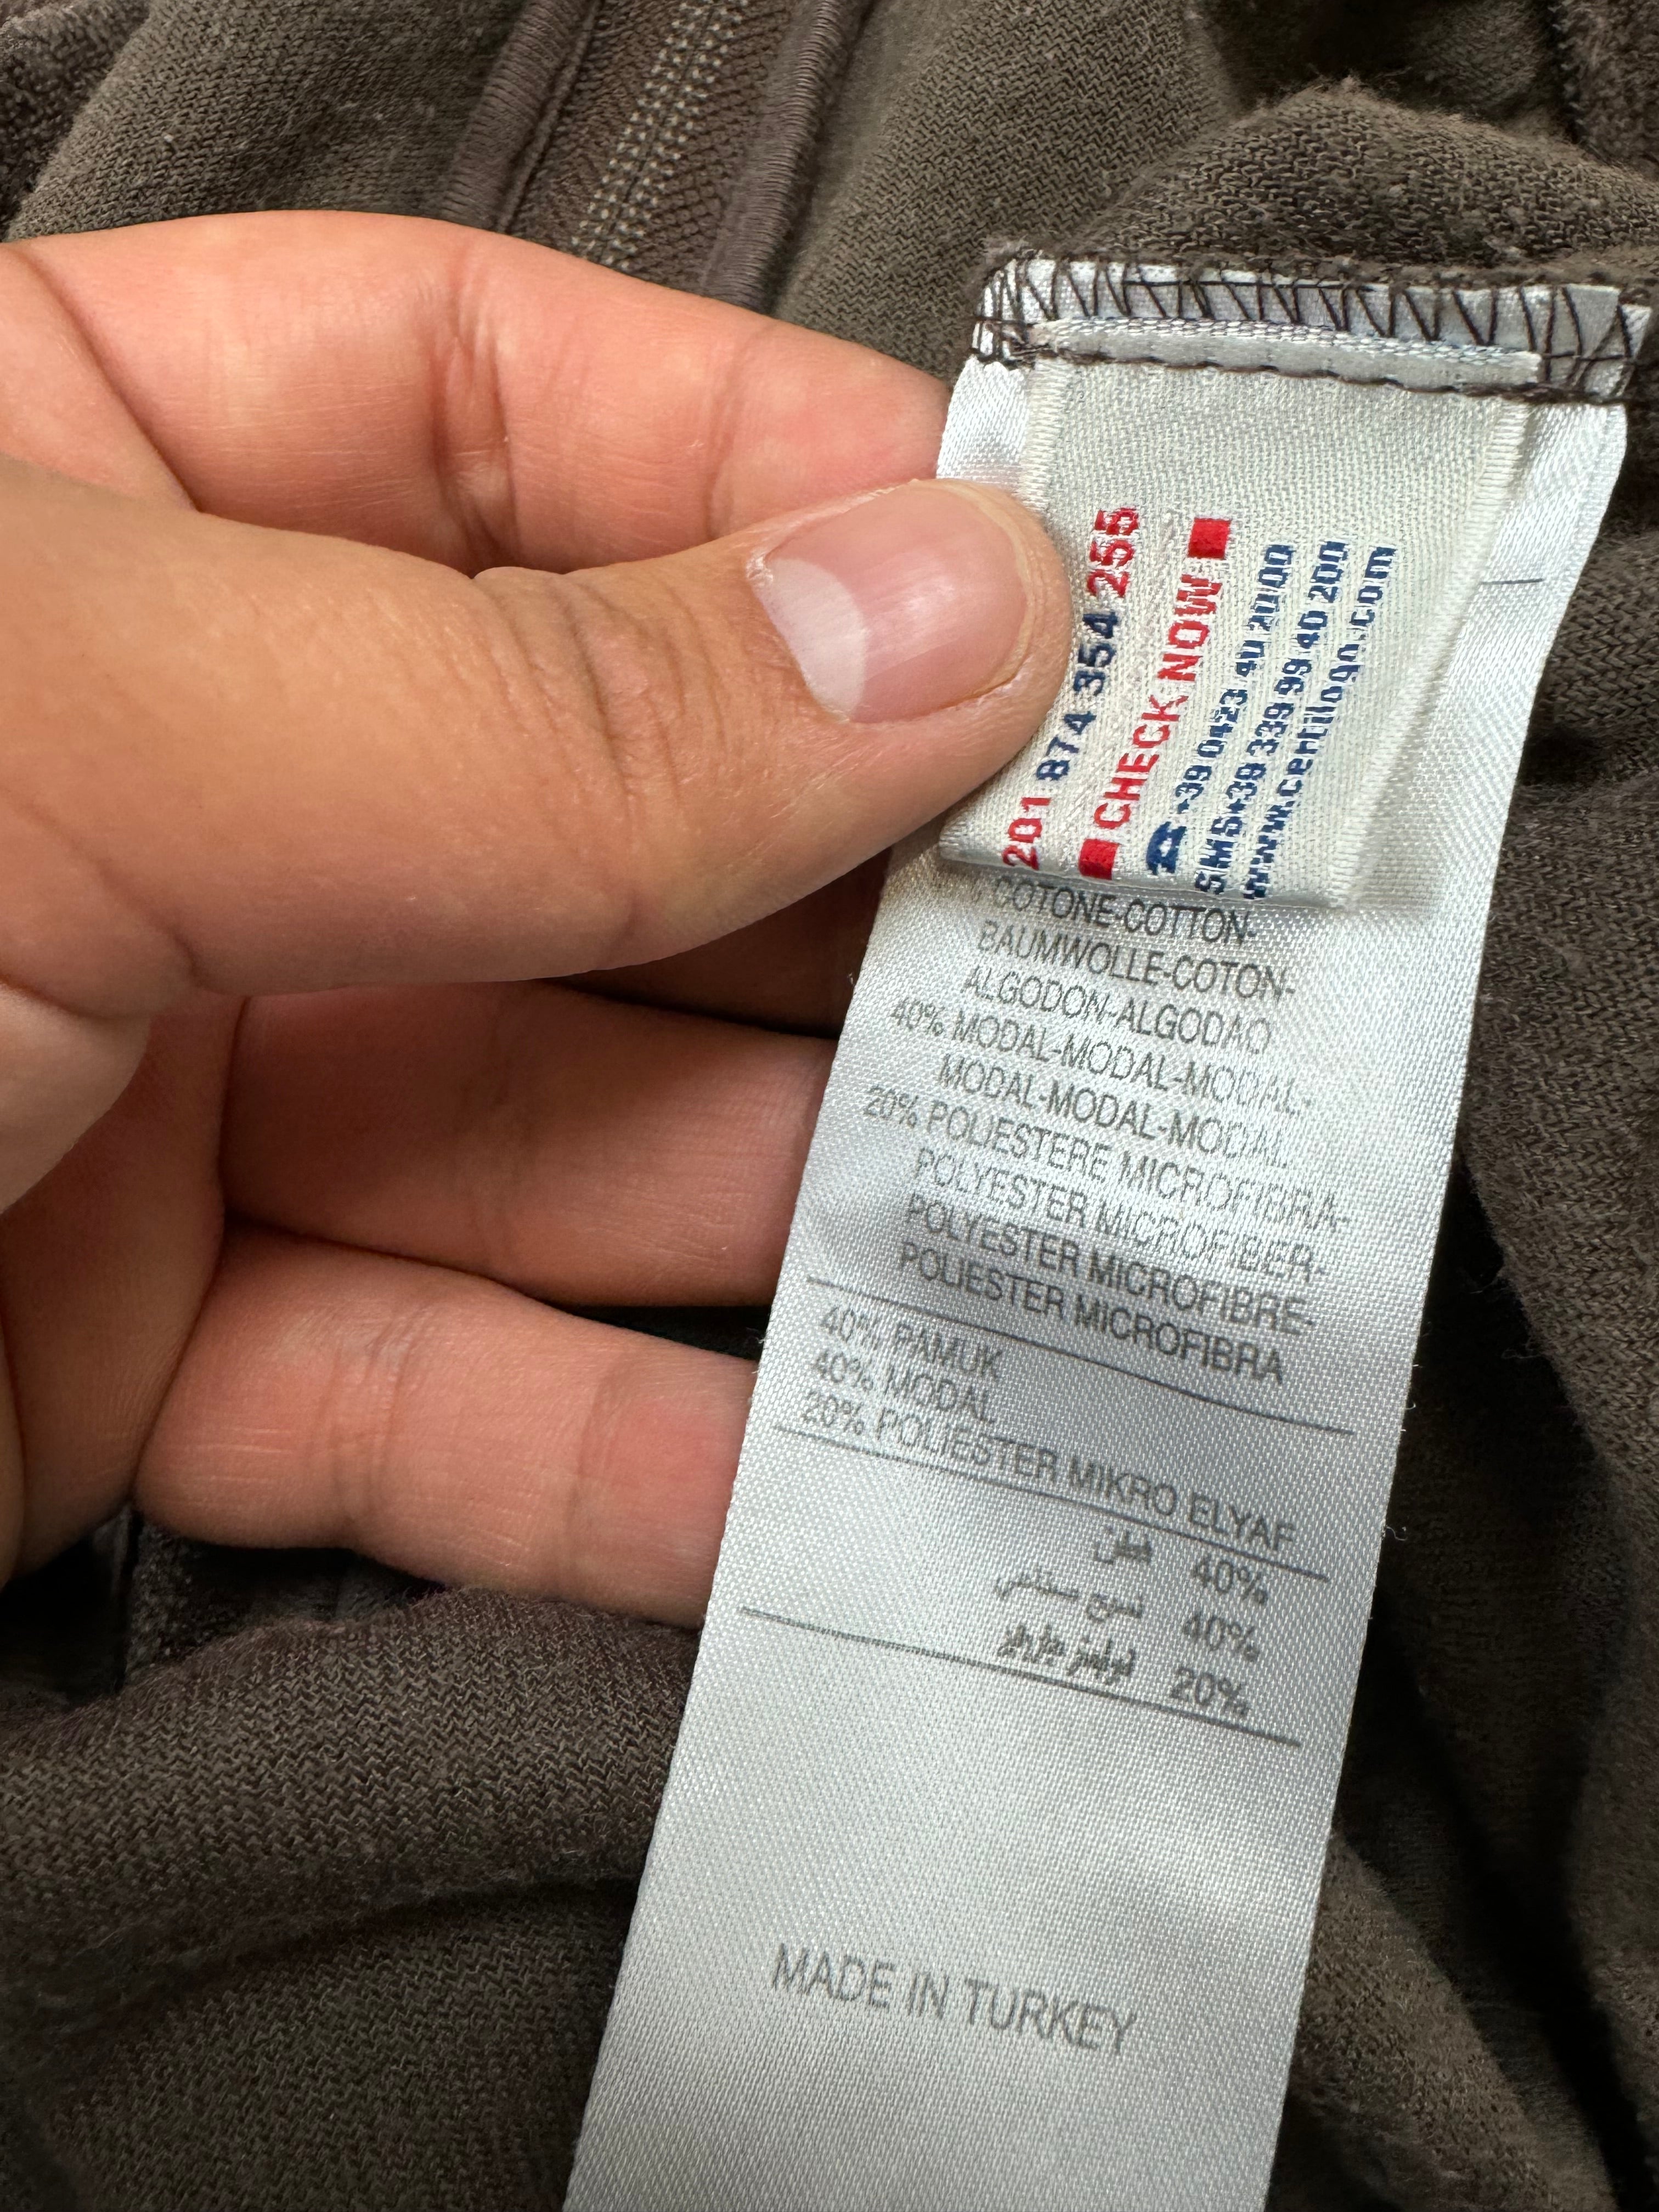 201 874 354 255
CHECK NOW
+39 0423 40 2000
SMS+39 339 99 40 200
www.certilogo.com
COTONE-COTTON-
BAUMWOLLE-COTON-
ALGODON-ALGODAO
40% MODAL-MODAL-MODAL-
MODAL-MODAL-MODAL
20% POLIESTERE MICROFIBRA-
POLYESTER MICROFIBER-
POLYESTER MICROFIBRE-
POLIESTER MICROFIBRA
40% PAMUK
40% MODAL
20% POLIESTER MIKRO ELYAF
قطن 40%
40%
20%
MADE IN TURKEY